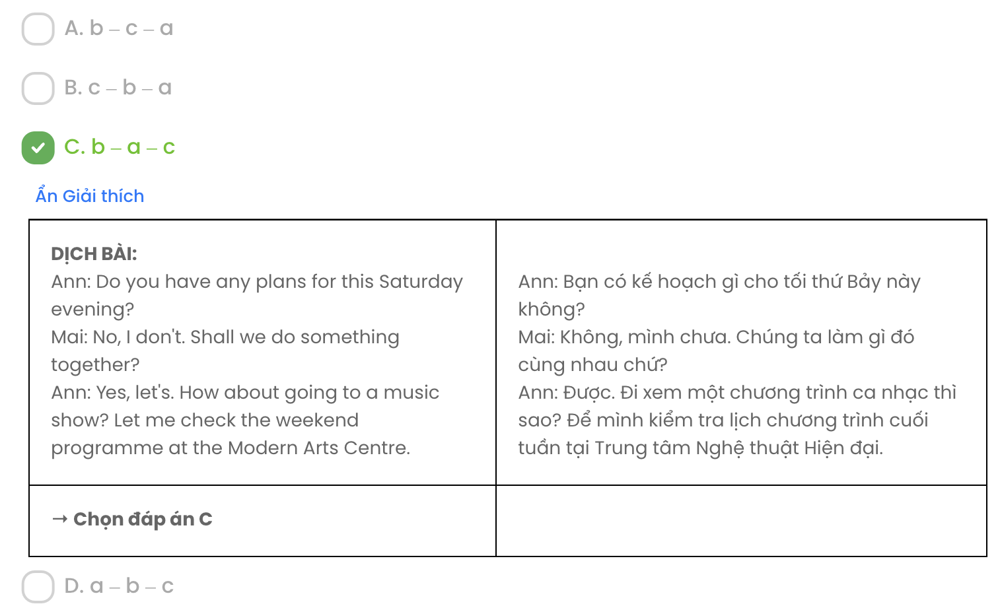 A. b – c – a
B. c – b – a
C. b – a – c
Ẩn Giải thích
DỊCH BÀI:
Ann: Do you have any plans for this Saturday
evening?
Mai: No, I don't. Shall we do something
together?
Ann: Yes, let's. How about going to a music
show? Let me check the weekend
programme at the Modern Arts Centre.
Ann: Bạn có kế hoạch gì cho tối thứ Bảy này
không?
Mai: Không, mình chưa. Chúng ta làm gì đó
cùng nhau chứ?
Ann: Được. Đi xem một chương trình ca nhạc thì
sao? Để mình kiểm tra lịch chương trình cuối
tuần tại Trung tâm Nghệ thuật Hiện đại.
→ Chọn đáp án C
D. a – b – c